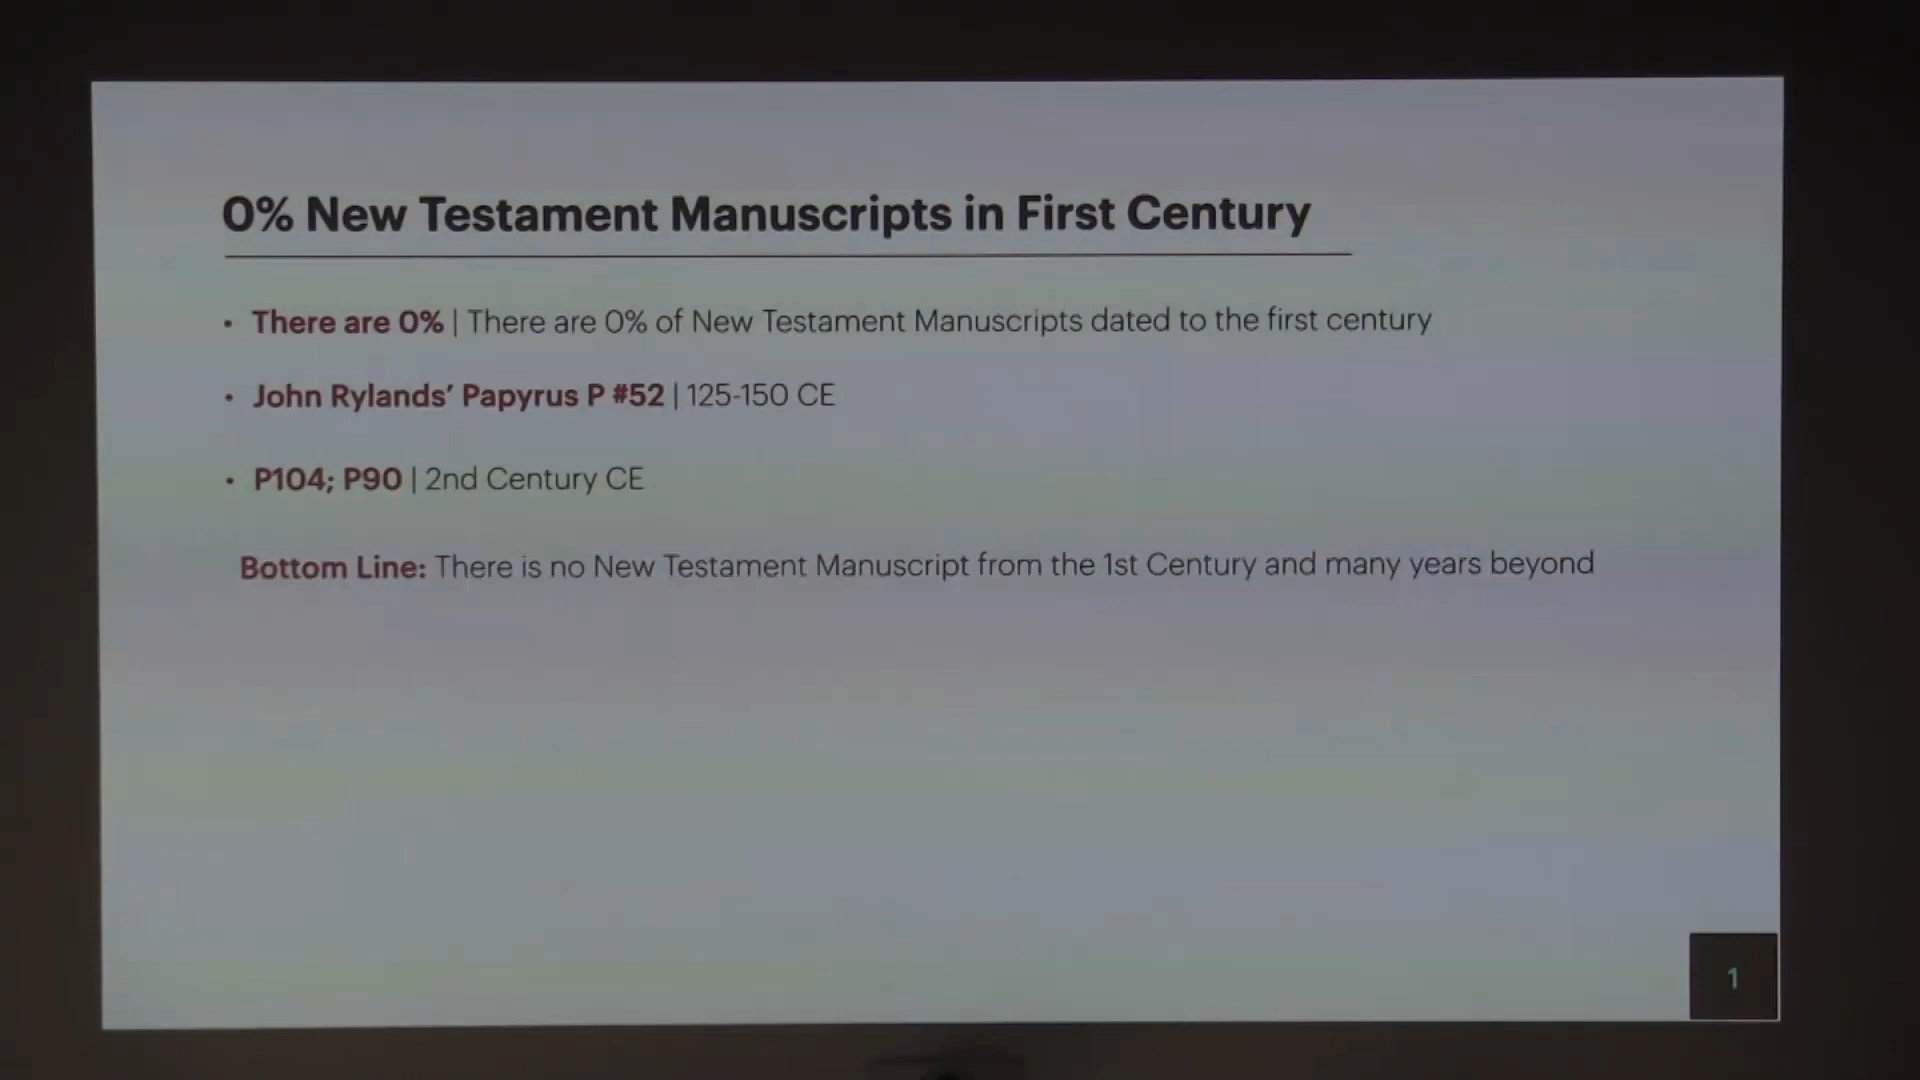 0% New Testament Manuscripts in First Century
• There are 0% | There are 0% of New Testament Manuscripts dated to the first century
• John Rylands’ Papyrus P #52 | 125-150 CE
• P104; P90 | 2nd Century CE
Bottom Line: There is no New Testament Manuscript from the 1st Century and many years beyond
1